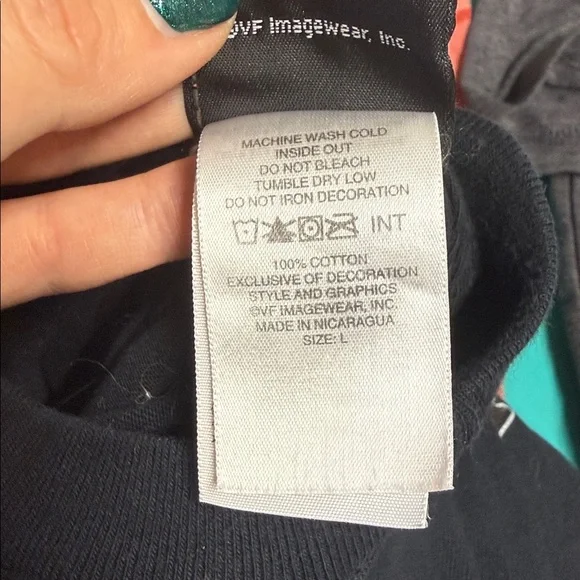 ©VF Imagewear, Inc.
MACHINE WASH COLD
INSIDE OUT
DO NOT BLEACH
TUMBLE DRY LOW
DO NOT IRON DECORATION
INT
100% COTTON
EXCLUSIVE OF DECORATION
STYLE AND GRAPHICS
©VF IMAGEWEAR, INC.
MADE IN NICARAGUA
SIZE: L